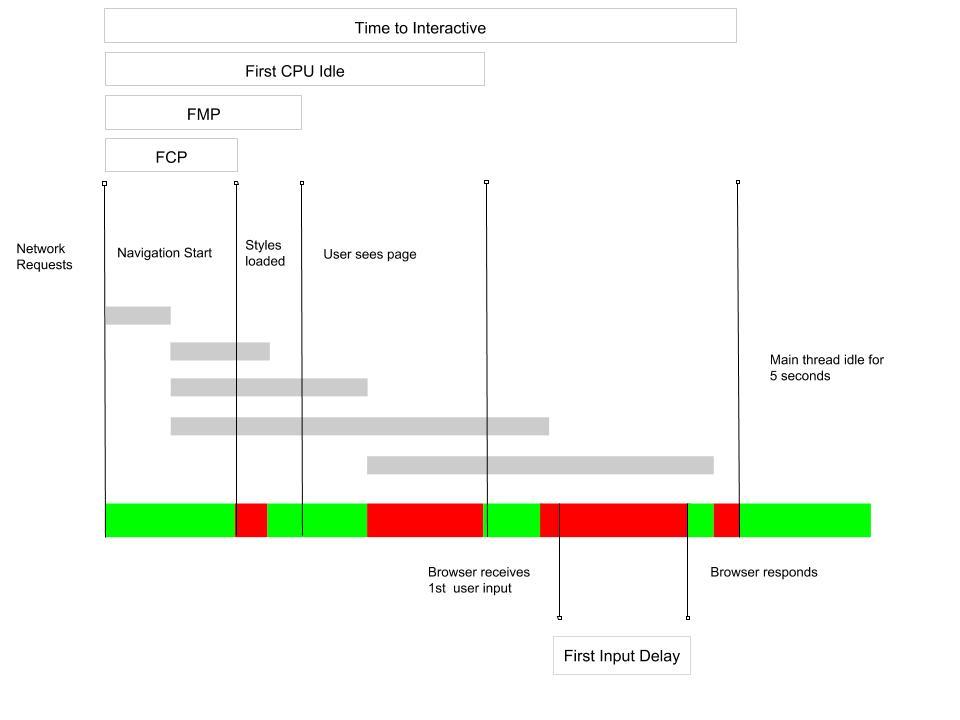 Time to Interactive
First CPU Idle
FMP
FCP
Network
Requests
Navigation Start
Styles
loaded
User sees page
Main thread idle for
5 seconds
Browser receives
1st  user input
Browser responds
First Input Delay